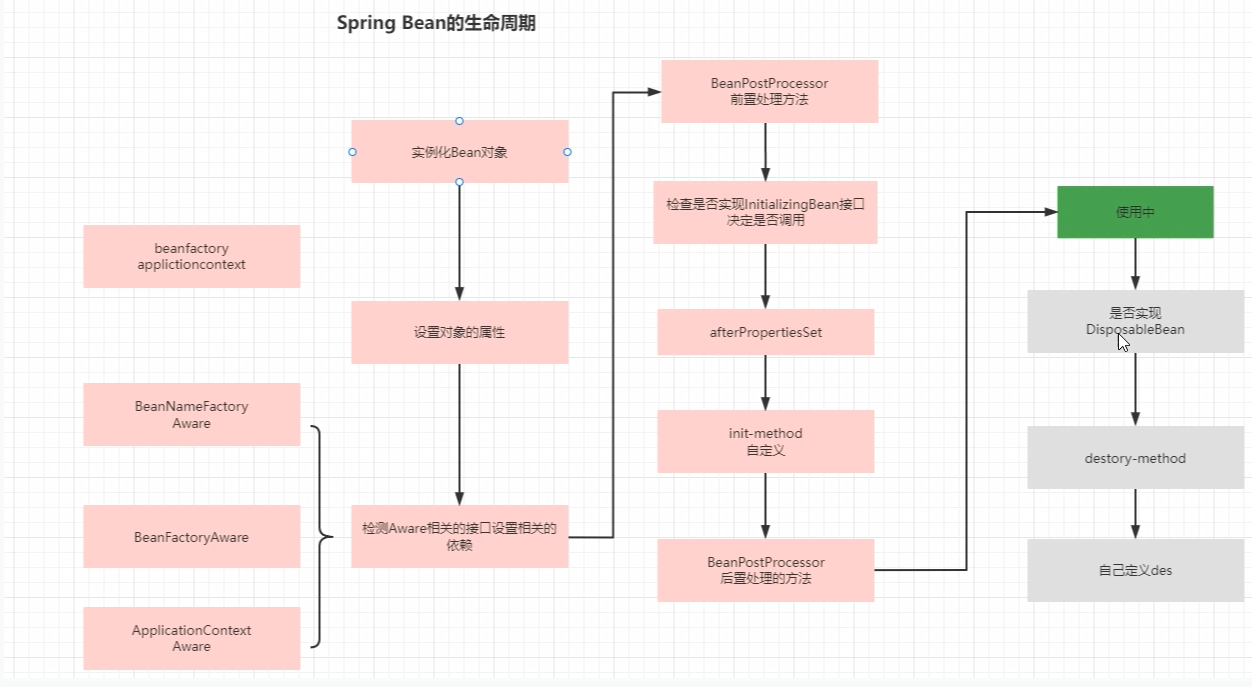 Spring Bean的生命周期
beanfactory
applictioncontext
BeanNameFactory
Aware
BeanFactoryAware
ApplicationContext
Aware
实例化Bean对象
设置对象的属性
检测Aware相关的接口设置相关的
依赖
BeanPostProcessor
前置处理方法
检查是否实现InitializingBean接口
决定是否调用
afterPropertiesSet
init-method
自定义
BeanPostProcessor
后置处理的方法
使用中
是否实现
DisposableBean
destory-method
自己定义des